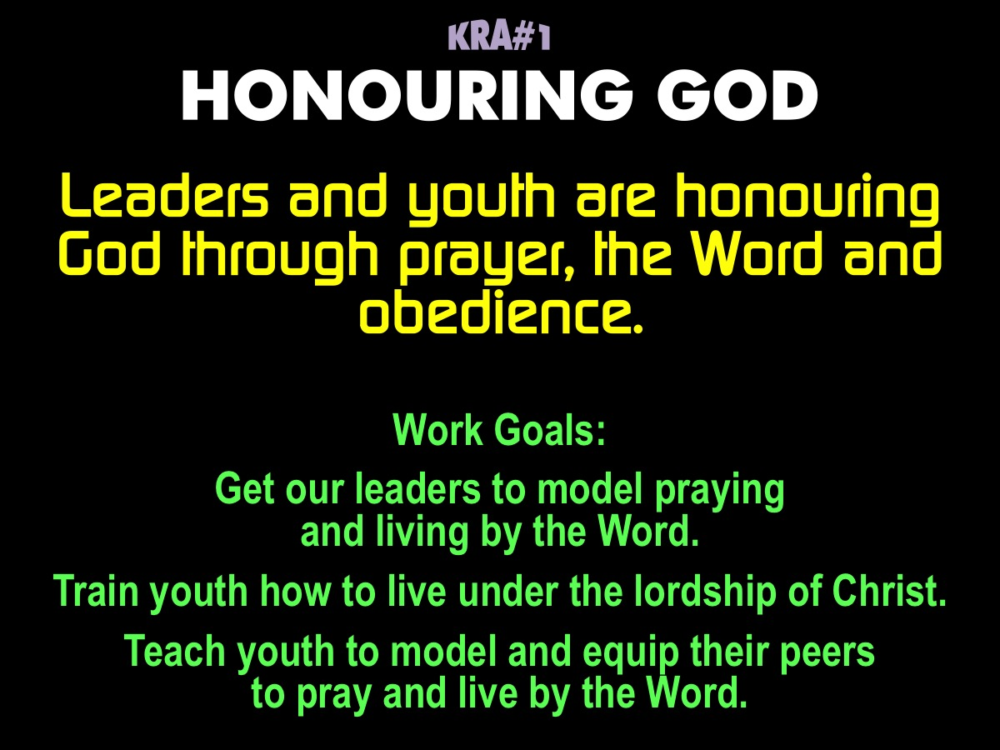 KRA#1
HONOURING GOD
Leaders and youth are honouring
God through prayer, the Word and
obedience.
Work Goals:
Get our leaders to model praying
and living by the Word.
Train youth how to live under the lordship of Christ.
Teach youth to model and equip their peers
to pray and live by the Word.